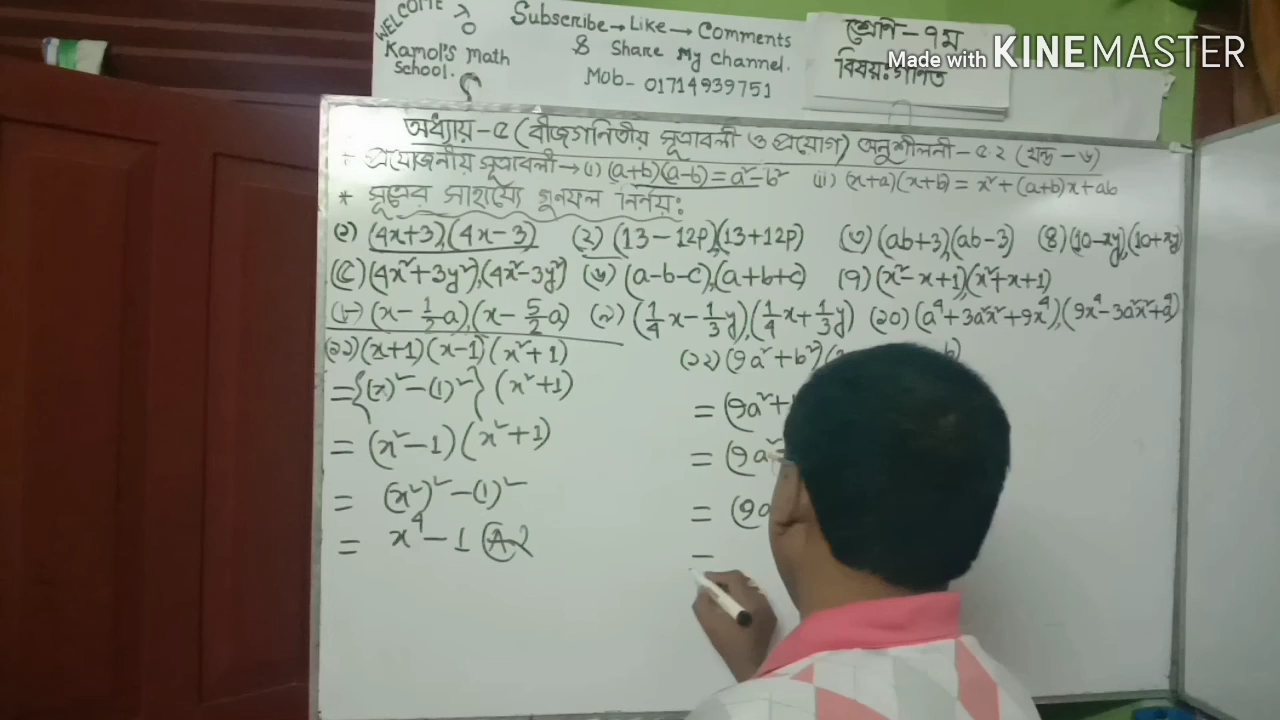 WELCOME
Kamol's Math
School.
Subscribe → Like → Comments
& Share My channel.
Mob- 01714939751
শ্রেণি - ৭ম
বিষয়: গণিত
Made with KINEMASTER
অধ্যায় - ৫ (বীজগনিতীয় সূত্রাবলী ও প্রয়োগ) অনুশীলনী - ৫.২ (খন্ড - ৬)
* প্রয়োজনীয় সূত্রাবলী → (i) (a+b)(a-b) = a² - b² (ii) (x+a)(x+b) = x² + (a+b)x + ab
* সূত্রের সাহায্যে গুনফল নির্নয়:
(১) (4x+3),(4x-3) (২) (13-12P),(13+12P) (৩) (ab+3),(ab-3) (৪) (10-xy),(10+xy)
(৫) (4x²+3y²),(4x²-3y²) (৬) (a-b-c),(a+b+c) (৭) (x²-x+1),(x²+x+1)
(৮) (x-1/2a),(x-5/2a) (৯) (1/4x-1/3y),(1/4x+1/3y) (১০) (a⁴+3a²x²+9x⁴),(9x⁴-3a²x²+a⁴)
(১১) (x+1)(x-1)(x²+1) (১২) (9a²+b²)(
={(x)²-(1)²}(x²+1) = (9a²+
= (x²-1)(x²+1) = (9a²
= (x²)²-(1)² = (9a
= x⁴-1 =